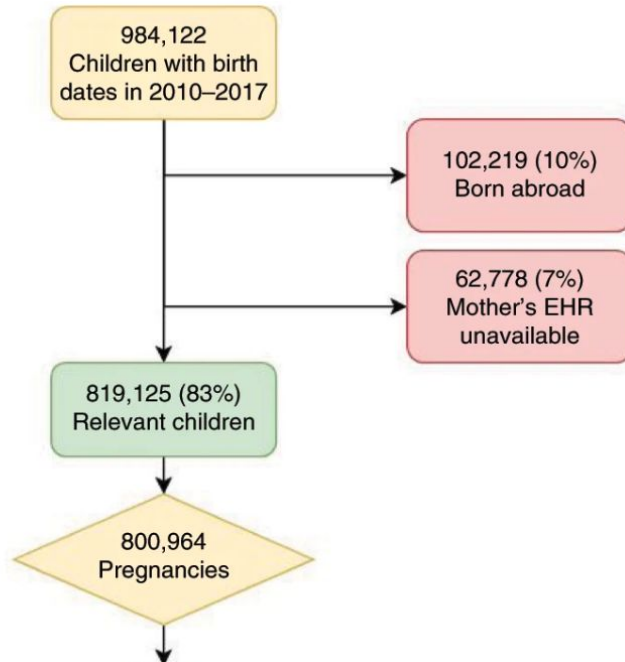 984,122
Children with birth
dates in 2010–2017
102,219 (10%)
Born abroad
62,778 (7%)
Mother's EHR
unavailable
819,125 (83%)
Relevant children
800,964
Pregnancies